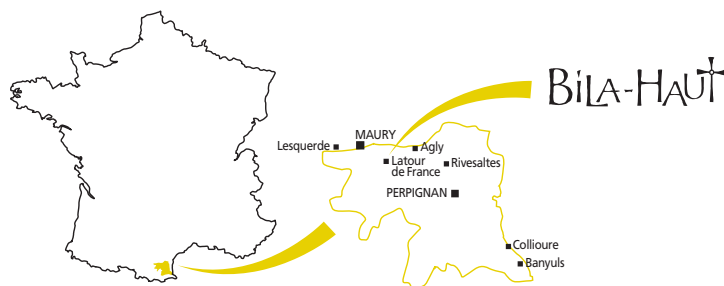 BiLA-HAUT
MAURY
Lesquerde
Agly
Latour
de France
Rivesaltes
PERPIGNAN
Collioure
Banyuls